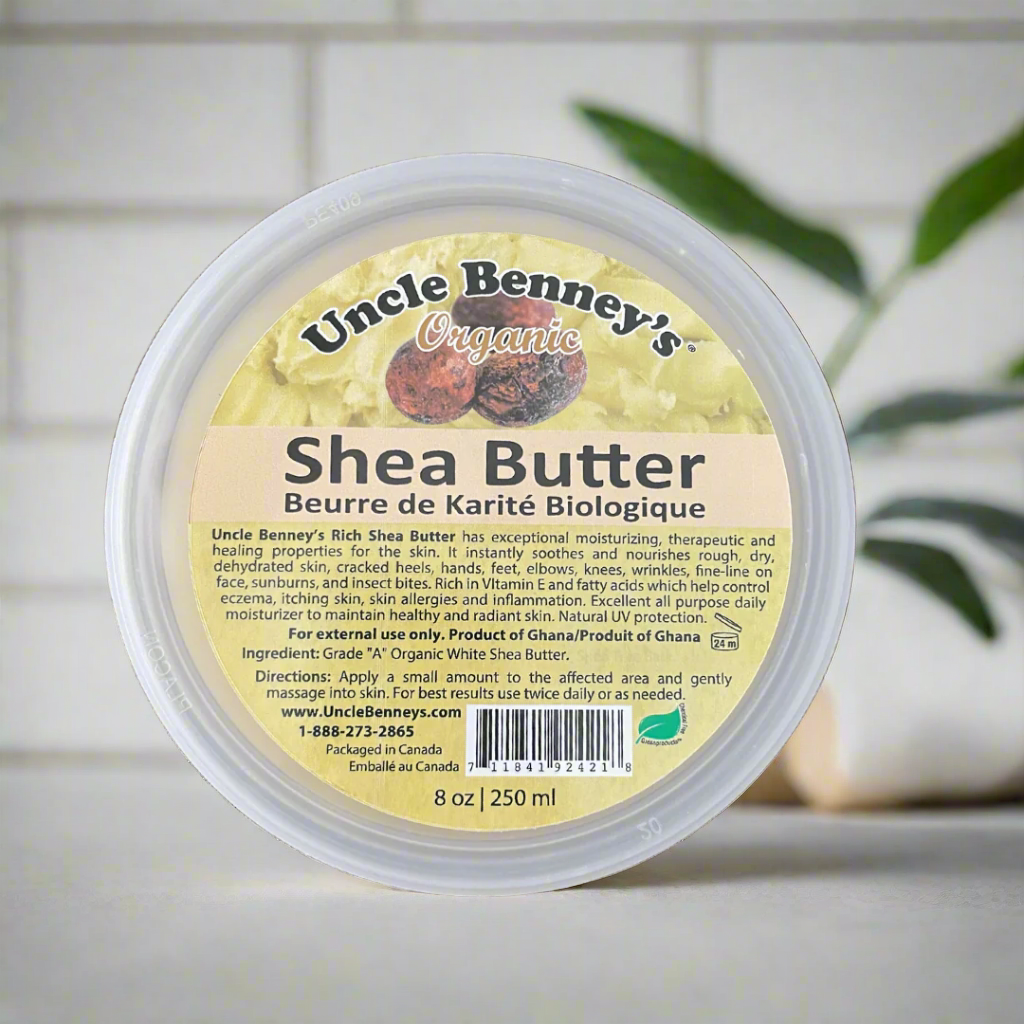 Uncle Benney's ®
Organic
Shea Butter
Beurre de Karité Biologique
Uncle Benney's Rich Shea Butter has exceptional moisturizing, therapeutic and
healing properties for the skin. It instantly soothes and nourishes rough, dry,
dehydrated skin, cracked heels, hands, feet, elbows, knees, wrinkles, fine-line on
face, sunburns, and insect bites. Rich in VItamin E and fatty acids which help control
eczema, itching skin, skin allergies and inflammation. Excellent all purpose daily
moisturizer to maintain healthy and radiant skin. Natural UV protection.
For external use only. Product of Ghana/Produit of Ghana
24 m
Ingredient: Grade "A" Organic White Shea Butter.
Directions: Apply a small amount to the affected area and gently
massage into skin. For best results use twice daily or as needed.
www.UncleBenneys.com
1-888-273-2865
Packaged in Canada
Emballé au Canada
7 11841 92421 8
8 oz | 250 ml
20